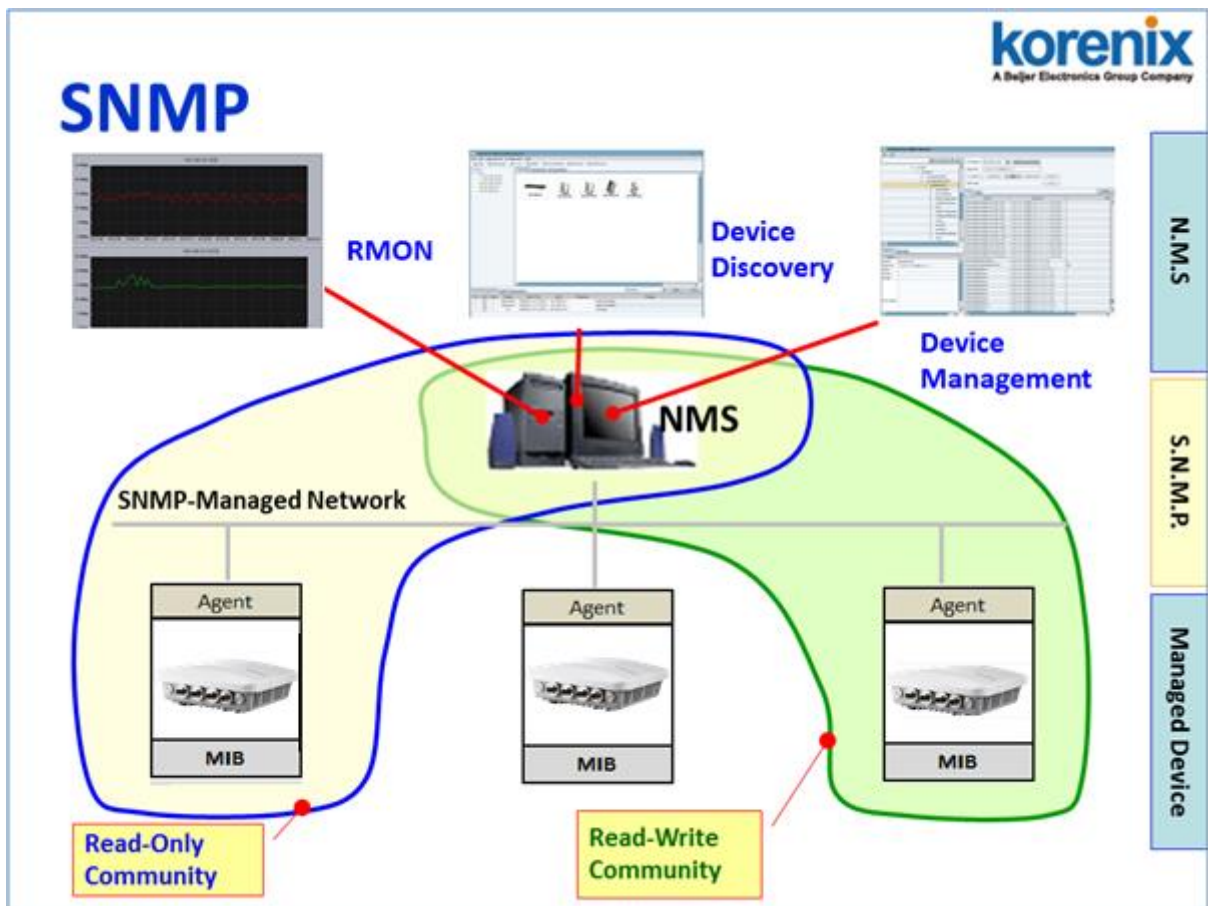 korenix
A Beijer Electronics Group Company
SNMP
RMON
Device
Discovery
Device
Management
N.M.S
NMS
SNMP-Managed Network
S.N.M.P.
Agent
MIB
Agent
MIB
Agent
MIB
Managed Device
Read-Only
Community
Read-Write
Community